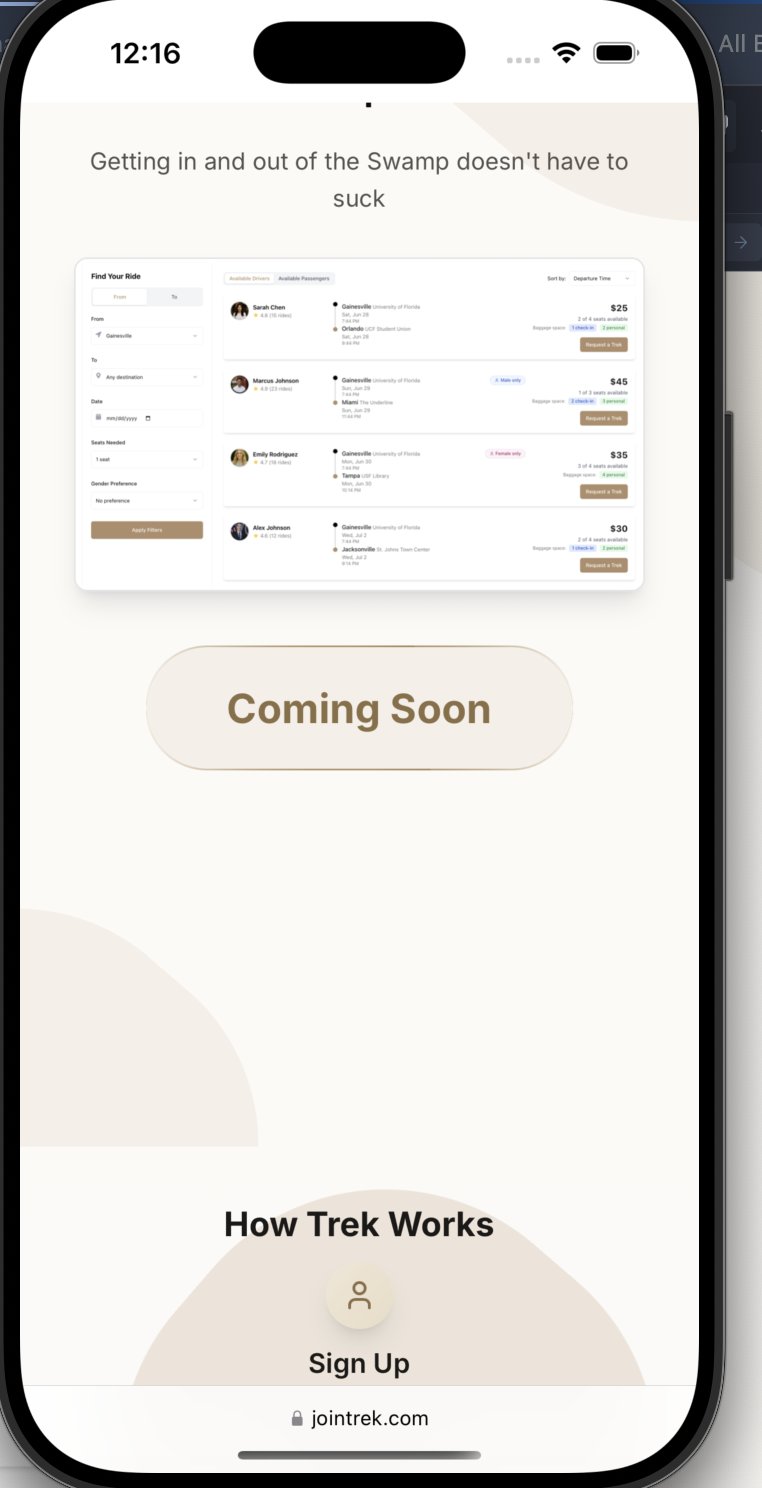 12:16
All
Getting in and out of the Swamp doesn't have to
suck
Find Your Ride
From
To
From
Gainesville
To
Any destination
Date
mm/dd/yyyy
Seats Needed
1 seat
Gender Preference
No preference
Apply Filters
Available Drivers
Available Passengers
Sort by:
Departure Time
Sarah Chen
4.8 (15 rides)
Gainesville University of Florida
Sat, Jun 28
7:44 PM
Orlando UCF Student Union
Sat, Jun 28
9:44 PM
$25
2 of 4 seats available
Baggage space: 1 check-in 2 personal
Request a Trek
Marcus Johnson
4.9 (23 rides)
Gainesville University of Florida
Sun, Jun 29
7:44 PM
Miami The Underline
Sun, Jun 29
11:44 PM
Male only
$45
1 of 3 seats available
Baggage space: 2 check-in 3 personal
Request a Trek
Emily Rodriguez
4.7 (18 rides)
Gainesville University of Florida
Mon, Jun 30
7:44 PM
Tampa USF Library
Mon, Jun 30
10:14 PM
Female only
$35
3 of 4 seats available
Baggage space: 4 personal
Request a Trek
Alex Johnson
4.6 (12 rides)
Gainesville University of Florida
Wed, Jul 2
7:44 PM
Jacksonville St. Johns Town Center
Wed, Jul 2
9:14 PM
$30
2 of 4 seats available
Baggage space: 1 check-in 2 personal
Request a Trek
Coming Soon
How Trek Works
Sign Up
jointrek.com